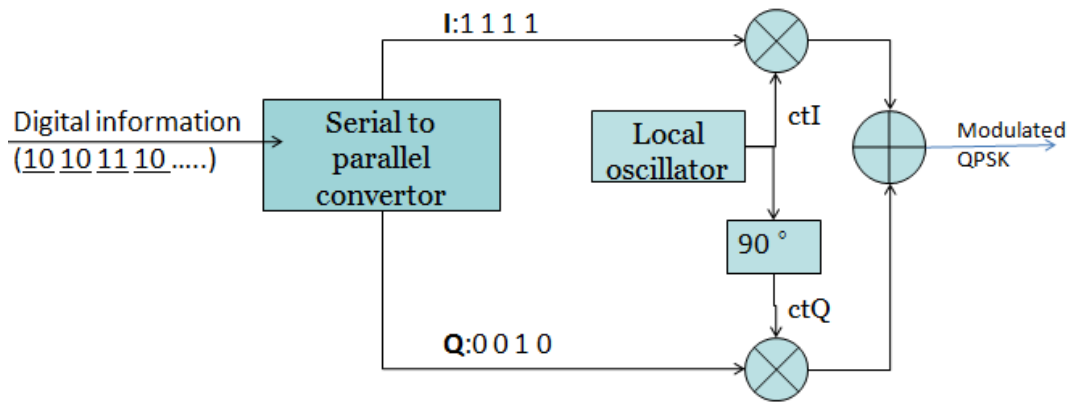 I:1 1 1 1
Digital information
(10 10 11 10.....)
Serial to
parallel
convertor
Local
oscillator
ctI
Modulated
QPSK
90 °
ctQ
Q:0 0 1 0